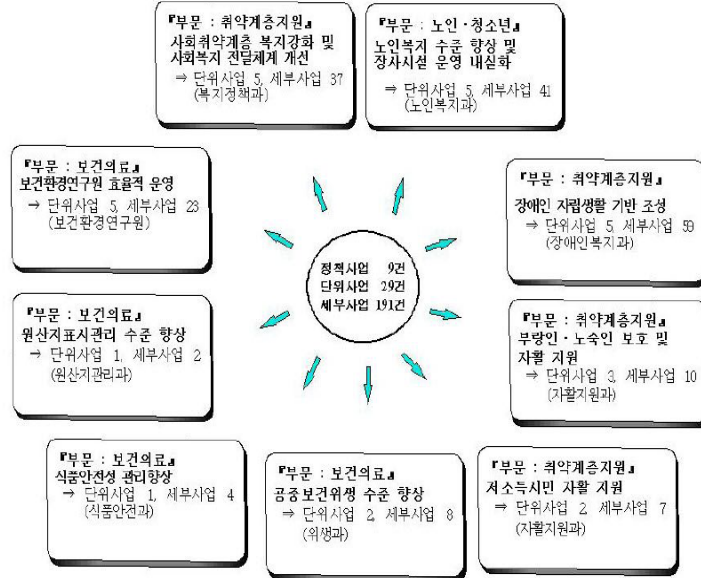 『부문 : 취약계층지원』
사회취약계층 복지강화 및
사회복지 전달체계 개선
⇒ 단위사업 5, 세부사업 37
(복지정책과)
『부문 : 노인·청소년』
노인복지 수준 향상 및
장사시설 운영 내실화
⇒ 단위사업 5, 세부사업 41
(노인복지과)
『부문 : 보건의료』
보건환경연구원 효율적 운영
⇒ 단위사업 5, 세부사업 23
(보건환경연구원)
『부문 : 취약계층지원』
장애인 자립생활 기반 조성
⇒ 단위사업 5, 세부사업 59
(장애인복지과)
정책사업 9건
단위사업 29건
세부사업 191건
『부문 : 보건의료』
원산지표시관리 수준 향상
⇒ 단위사업 1, 세부사업 2
(원산지관리과)
『부문 : 취약계층지원』
부랑인·노숙인 보호 및
자활 지원
⇒ 단위사업 3, 세부사업 10
(자활지원과)
『부문 : 보건의료』
식품안전성 관리향상
⇒ 단위사업 1, 세부사업 4
(식품안전과)
『부문 : 보건의료』
공중보건위생 수준 향상
⇒ 단위사업 2, 세부사업 8
(위생과)
『부문 : 취약계층지원』
저소득시민 자활 지원
⇒ 단위사업 2, 세부사업 7
(자활지원과)